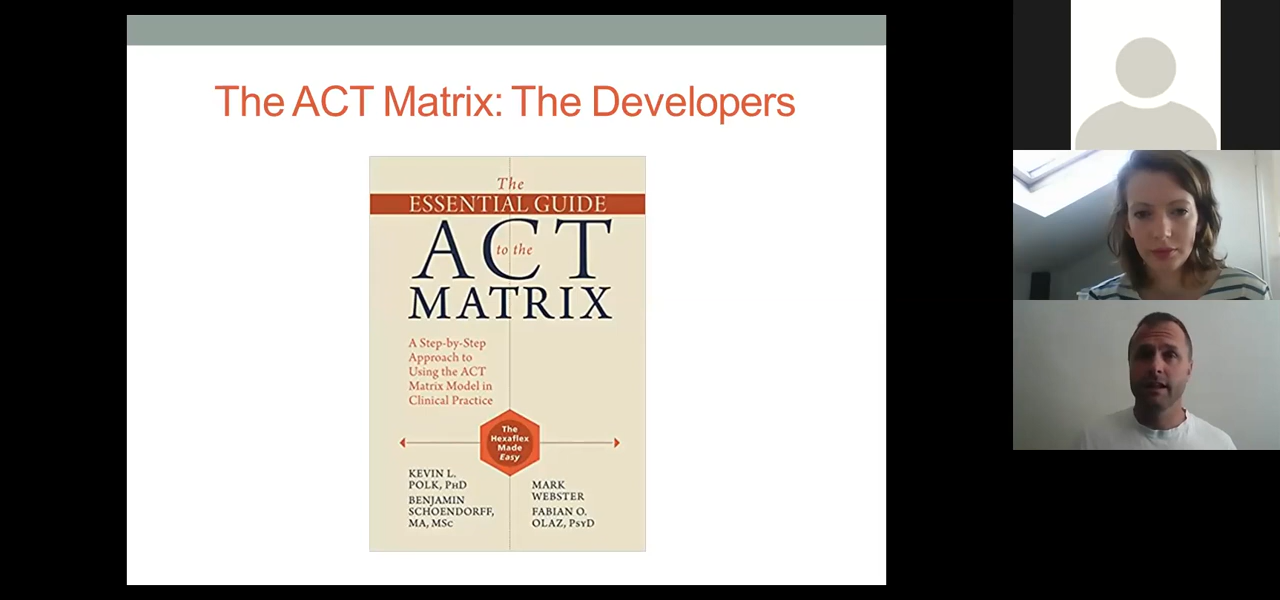 The ACT Matrix: The Developers
The
ESSENTIAL GUIDE
to the
ACT
MATRIX
A Step-by-Step
Approach to
Using the ACT
Matrix Model in
Clinical Practice
The
Hexaflex
Made
Easy
KEVIN L.
POLK, PHD
BENJAMIN
SCHOENDORFF,
MA, MSC
MARK
WEBSTER
FABIAN O.
OLAZ, PSYD